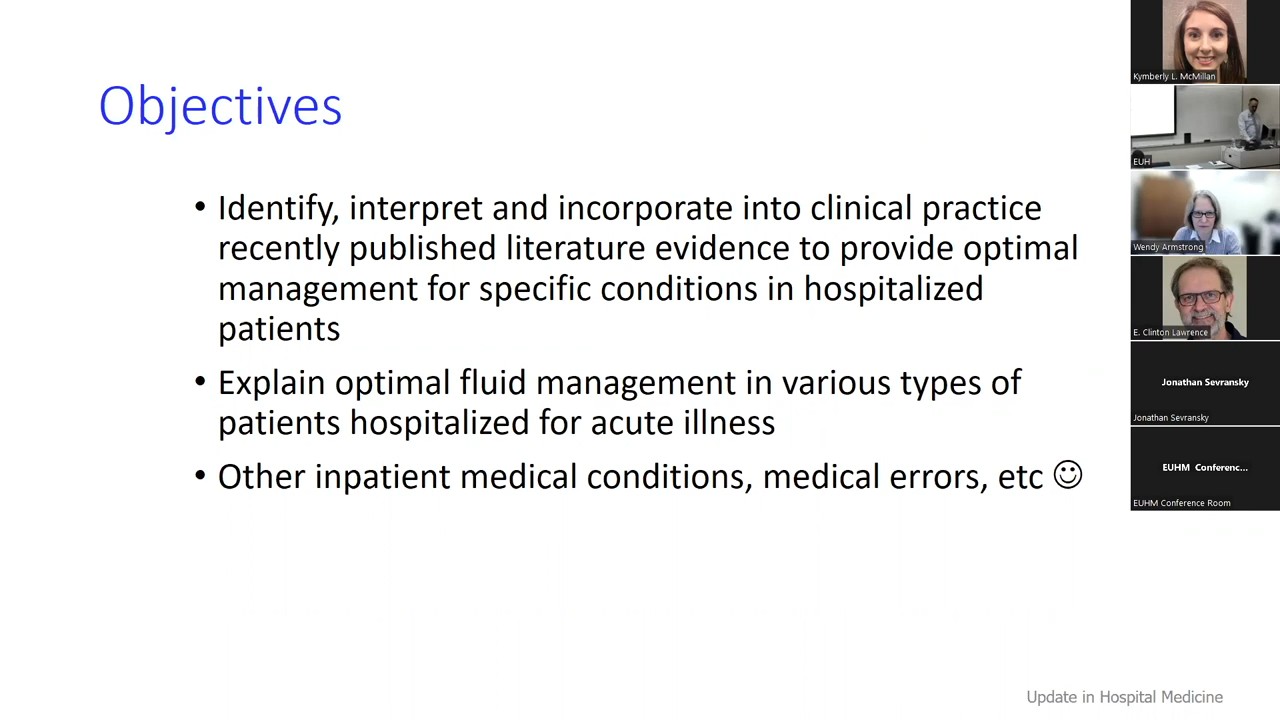 Objectives
• Identify, interpret and incorporate into clinical practice
recently published literature evidence to provide optimal
management for specific conditions in hospitalized
patients
• Explain optimal fluid management in various types of
patients hospitalized for acute illness
• Other inpatient medical conditions, medical errors, etc ☺
Update in Hospital Medicine
Kymberly L. McMillan
EUH
Wendy Armstrong
E. Clinton Lawrence
Jonathan Sevransky
Jonathan Sevransky
EUHM Conferenc...
EUHM Conference Room